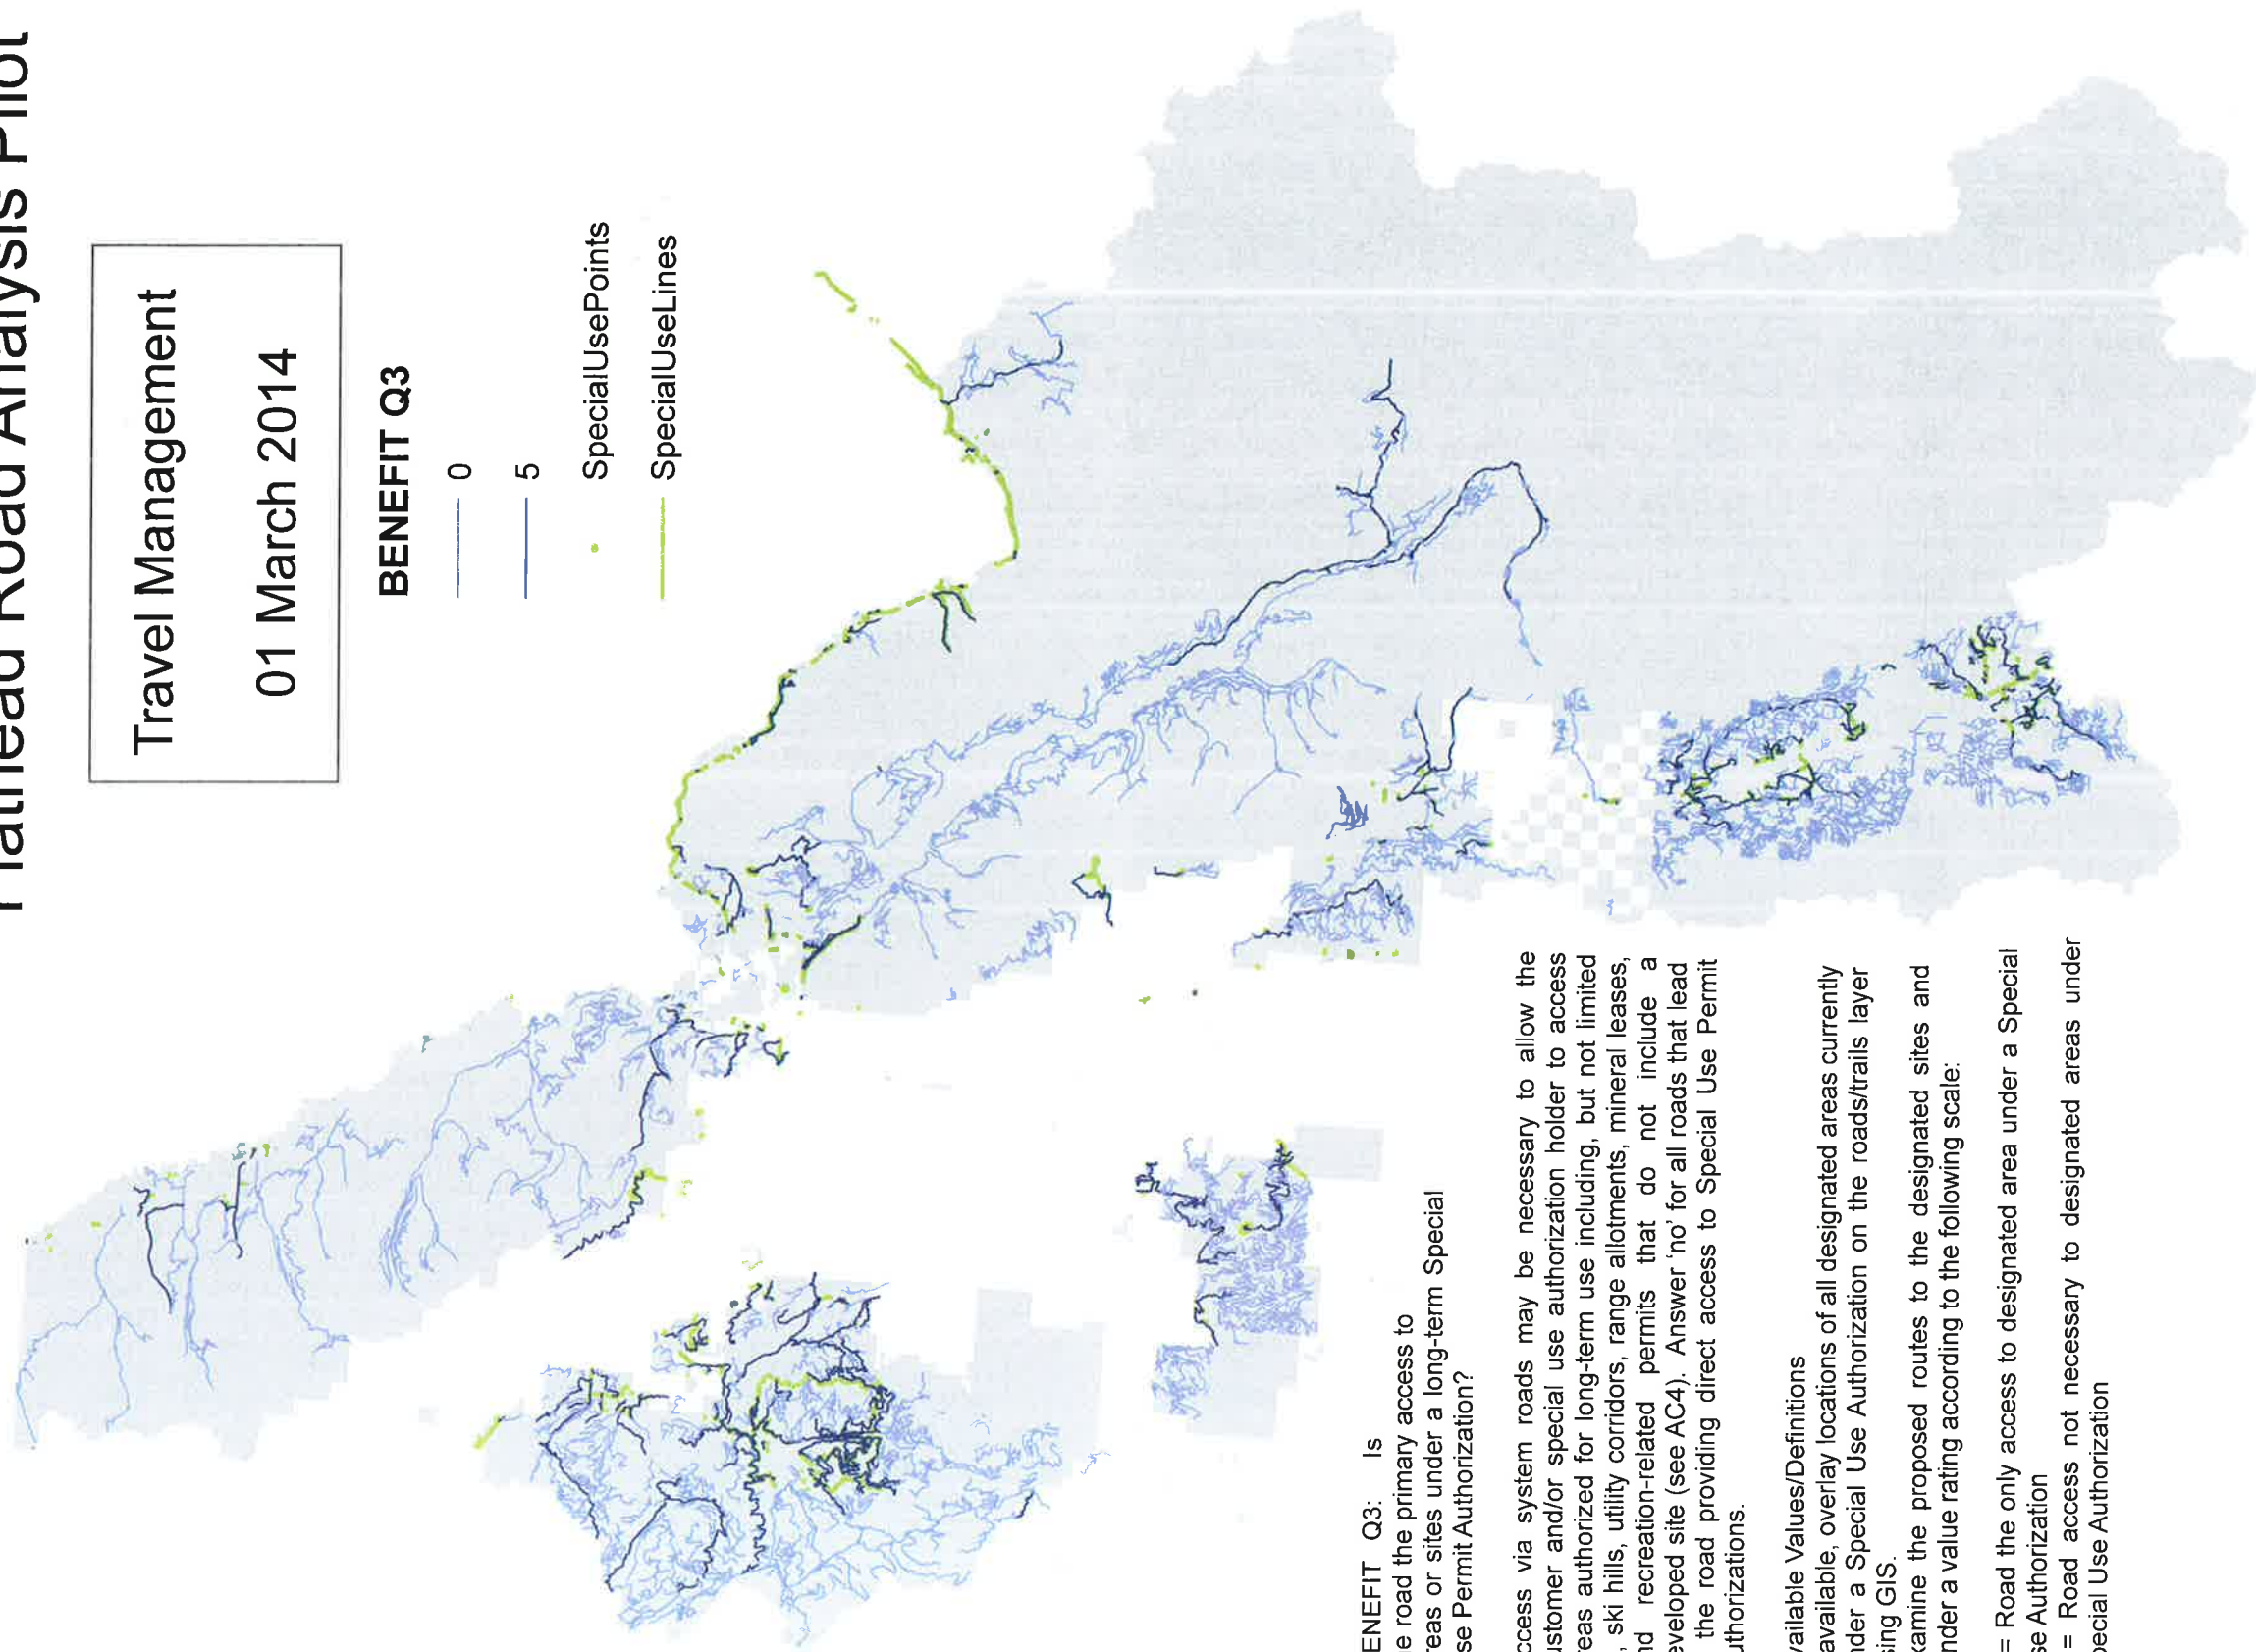 Flathead Road Analysis Pilot
Travel Management
01 March 2014
BENEFIT Q3
0
5
SpecialUsePoints
SpecialUseLines
ENEFIT Q3: Is
e road the primary access to
reas or sites under a long-term Special
se Permit Authorization?
ccess via system roads may be necessary to allow the
ustomer and/or special use authorization holder to access
reas authorized for long-term use including, but not limited
, ski hills, utility corridors, range allotments, mineral leases,
nd recreation-related permits that do not include a
eveloped site (see AC4). Answer 'no' for all roads that lead
the road providing direct access to Special Use Permit
uthorizations.
vailable Values/Definitions
available, overlay locations of all designated areas currently
nder a Special Use Authorization on the roads/trails layer
sing GIS.
xamine the proposed routes to the designated sites and
nder a value rating according to the following scale:
= Road the only access to designated area under a Special
se Authorization
= Road access not necessary to designated areas under
pecial Use Authorization